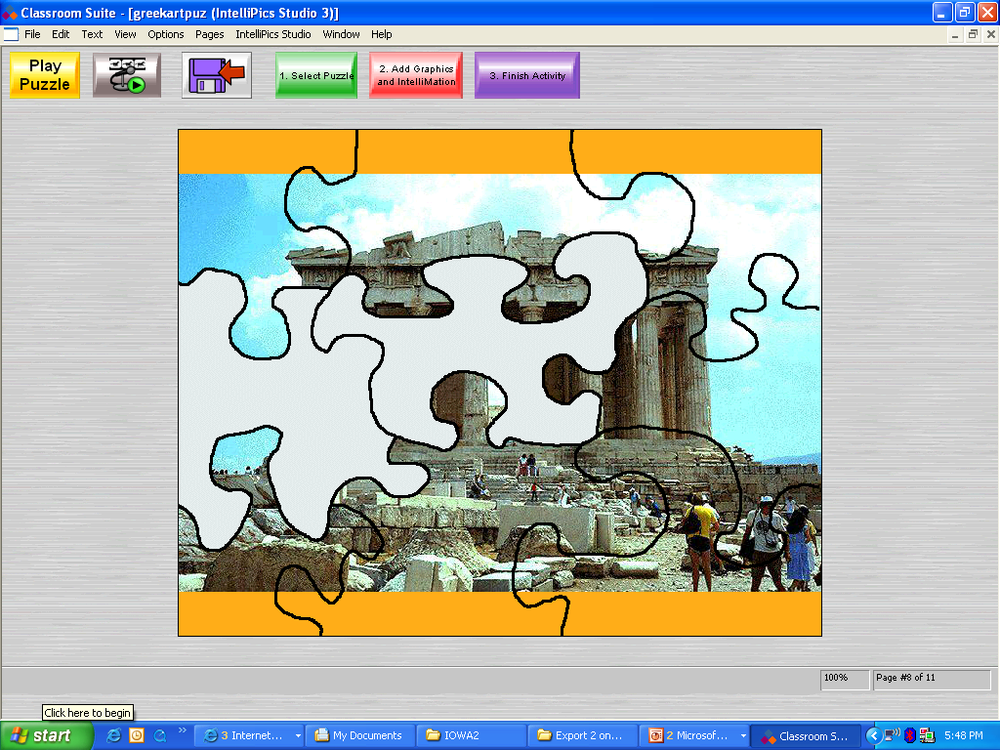 Classroom Suite - [greekartpuz (IntelliPics Studio 3)]
File Edit Text View Options Pages IntelliPics Studio Window Help
Play
Puzzle
1. Select Puzzle
2. Add Graphics
and IntelliMation
3. Finish Activity
100%
Page #8 of 11
Click here to begin
start
3 Internet...
My Documents
IOWA2
Export 2 on...
2 Microsof...
Classroom S...
5:48 PM